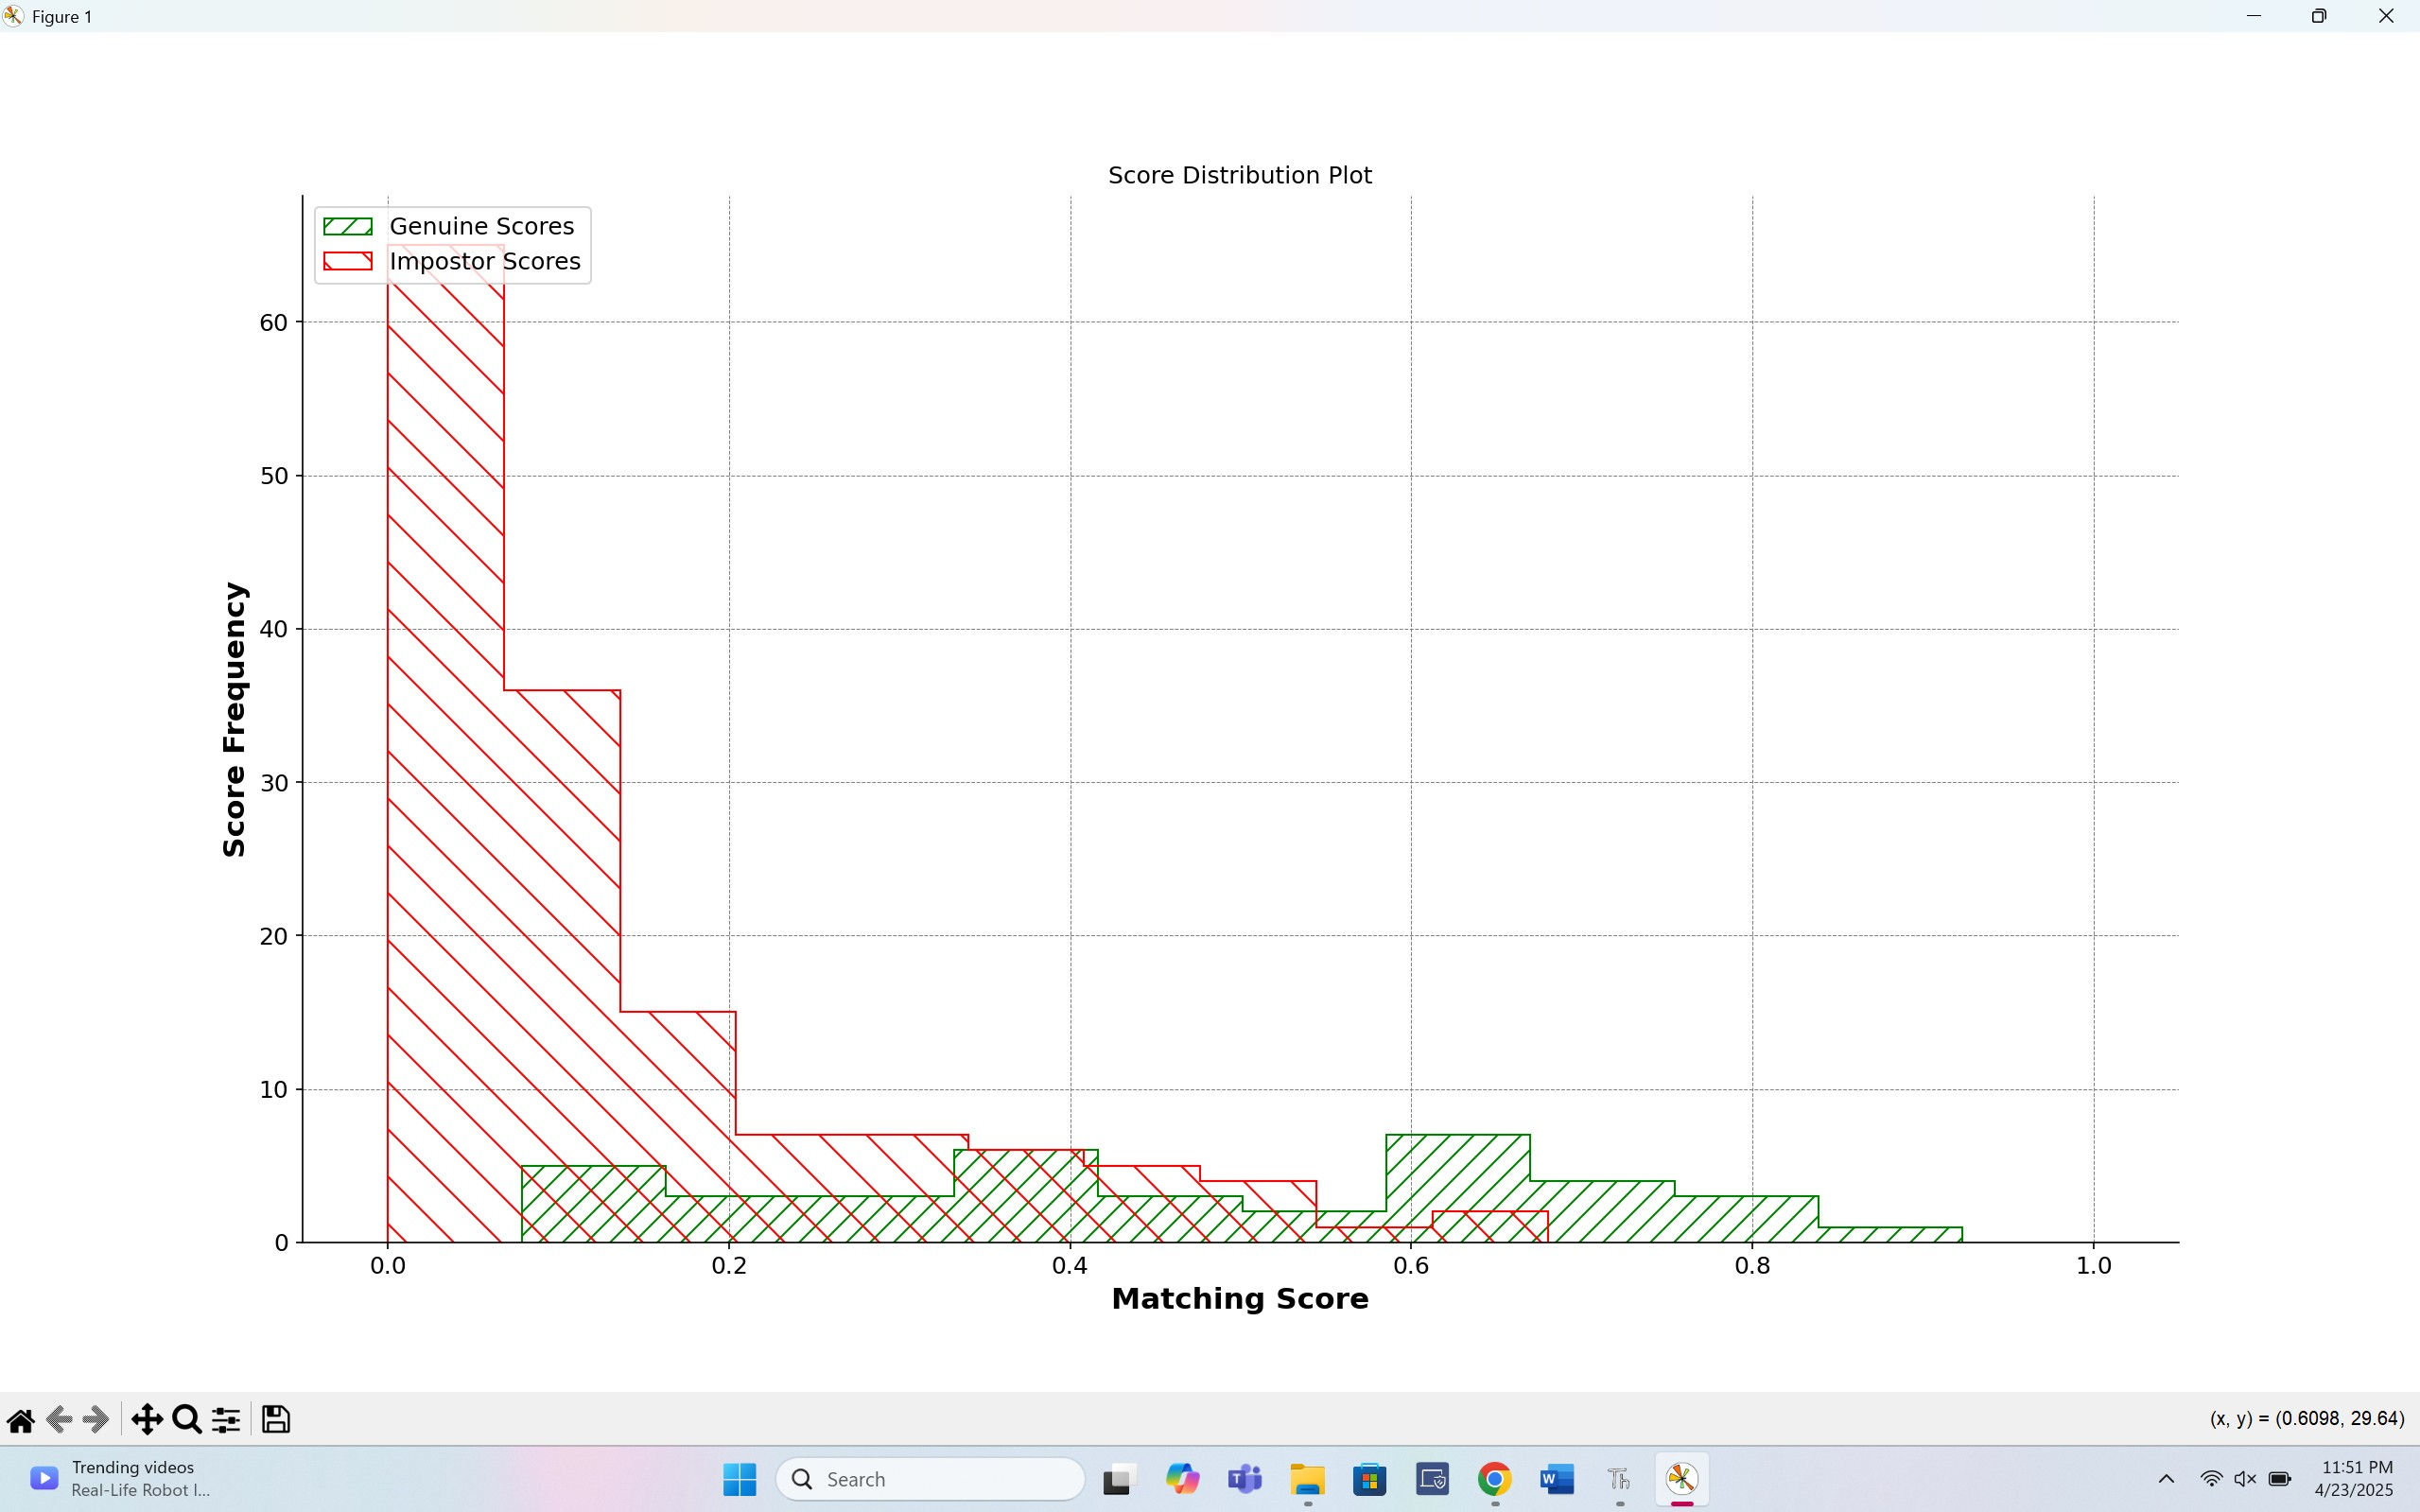 Figure 1
Score Distribution Plot
Genuine Scores
Impostor Scores
60
50
40
30
20
10
0
Score Frequency
0.0 0.2 0.4 0.6 0.8 1.0
Matching Score
(x, y) = (0.6098, 29.64)
Trending videos
Real-Life Robot I...
Search
T
W
Th
11:51 PM
4/23/2025